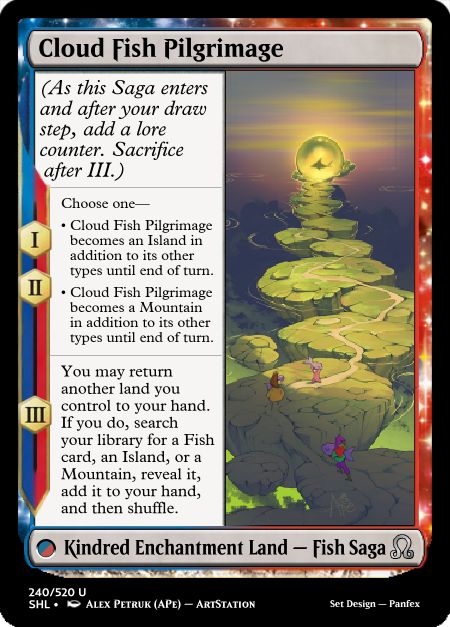 Cloud Fish Pilgrimage
(As this Saga enters
and after your draw
step, add a lore
counter. Sacrifice
after III.)
I
II
Choose one—
• Cloud Fish Pilgrimage
becomes an Island in
addition to its other
types until end of turn.
• Cloud Fish Pilgrimage
becomes a Mountain
in addition to its other
types until end of turn.
III
You may return
another land you
control to your hand.
If you do, search
your library for a Fish
card, an Island, or a
Mountain, reveal it,
add it to your hand,
and then shuffle.
Kindred Enchantment Land — Fish Saga
240/520 U
SHL • Alex Petruk (APe) — ArtStation
Set Design — Panfex